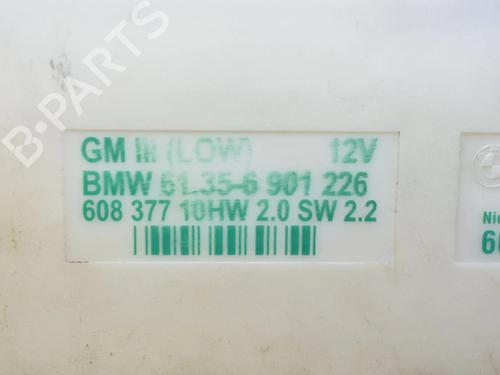 B-PARTS
GM III (LOW) 12V
BMW 61.35-6 901 226
608 377 10HW 2.0 SW 2.2
Nie